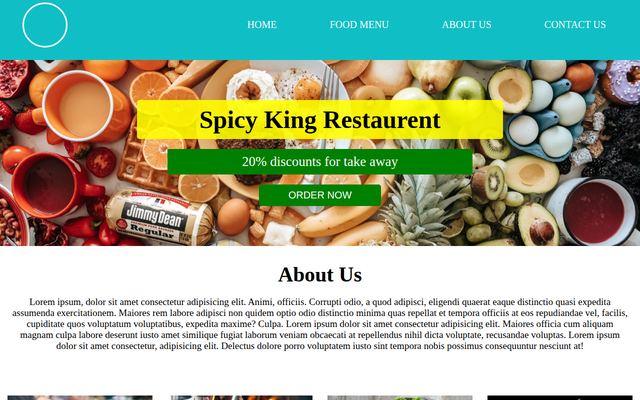 HOME
FOOD MENU
ABOUT US
CONTACT US
Spicy King Restaurent
20% discounts for take away
ORDER NOW
Jimmy Dean
Regular
About Us
Lorem ipsum, dolor sit amet consectetur adipisicing elit. Animi, officiis. Corrupti odio, a quod adipisci, eligendi quaerat eaque distinctio quasi expedita
assumenda exercitationem. Maiores rem labore adipisci non quidem optio odio distinctio minima quas repellat et tempora officiis at eos repudiandae vel, facilis,
cupiditate quos voluptatum voluptatibus, expedita maxime? Culpa. Lorem ipsum dolor sit amet consectetur adipisicing elit. Maiores officia cum aliquam
magnam culpa labore deserunt iusto amet similique fugiat laborum veniam obcaecati at repellendus nihil dicta voluptate, recusandae voluptas. Lorem ipsum
dolor sit amet consectetur, adipisicing elit. Delectus dolore porro voluptatem iusto sint tempora nobis possimus consequuntur nesciunt at!